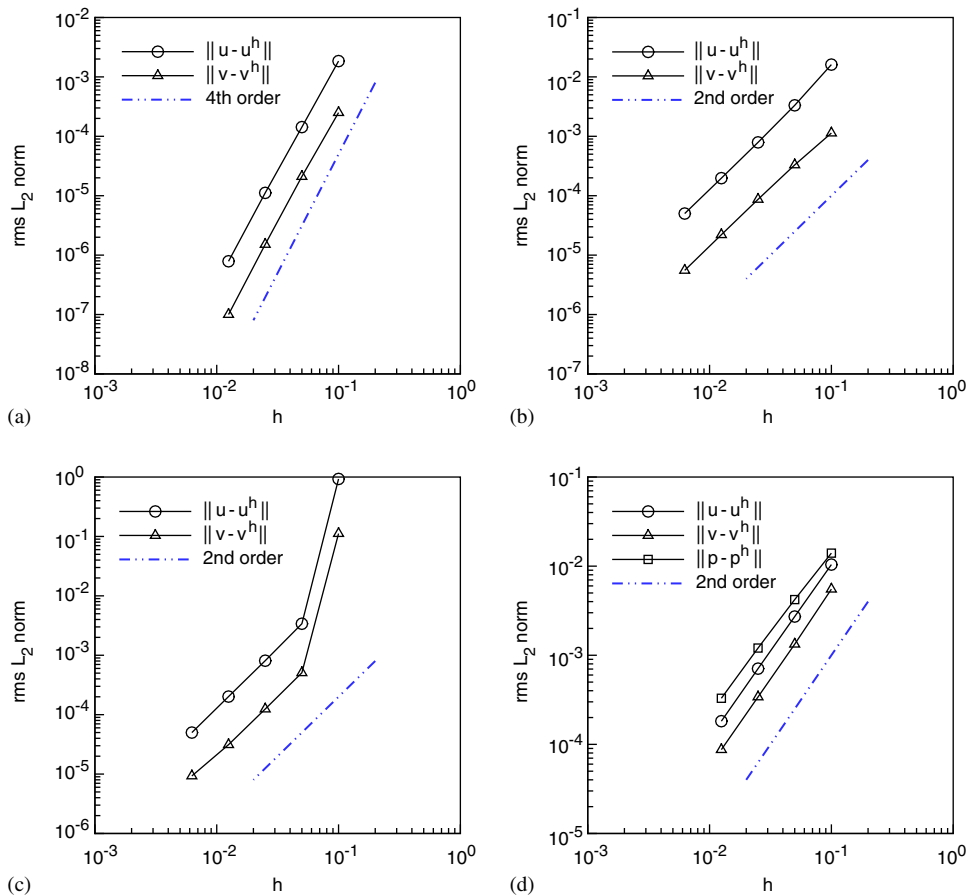 10^-2
10^-3
10^-4
10^-5
10^-6
10^-7
10^-8
rms L_2 norm
|| u - u^h ||
|| v - v^h ||
4th order
10^-3 10^-2 10^-1 10^0
h
(a)
10^-1
10^-2
10^-3
10^-4
10^-5
10^-6
10^-7
rms L_2 norm
|| u - u^h ||
|| v - v^h ||
2nd order
10^-3 10^-2 10^-1 10^0
h
(b)
10^0
10^-1
10^-2
10^-3
10^-4
10^-5
10^-6
rms L_2 norm
|| u - u^h ||
|| v - v^h ||
2nd order
10^-3 10^-2 10^-1 10^0
h
(c)
10^-1
10^-2
10^-3
10^-4
10^-5
rms L_2 norm
|| u - u^h ||
|| v - v^h ||
|| p - p^h ||
2nd order
10^-3 10^-2 10^-1 10^0
h
(d)